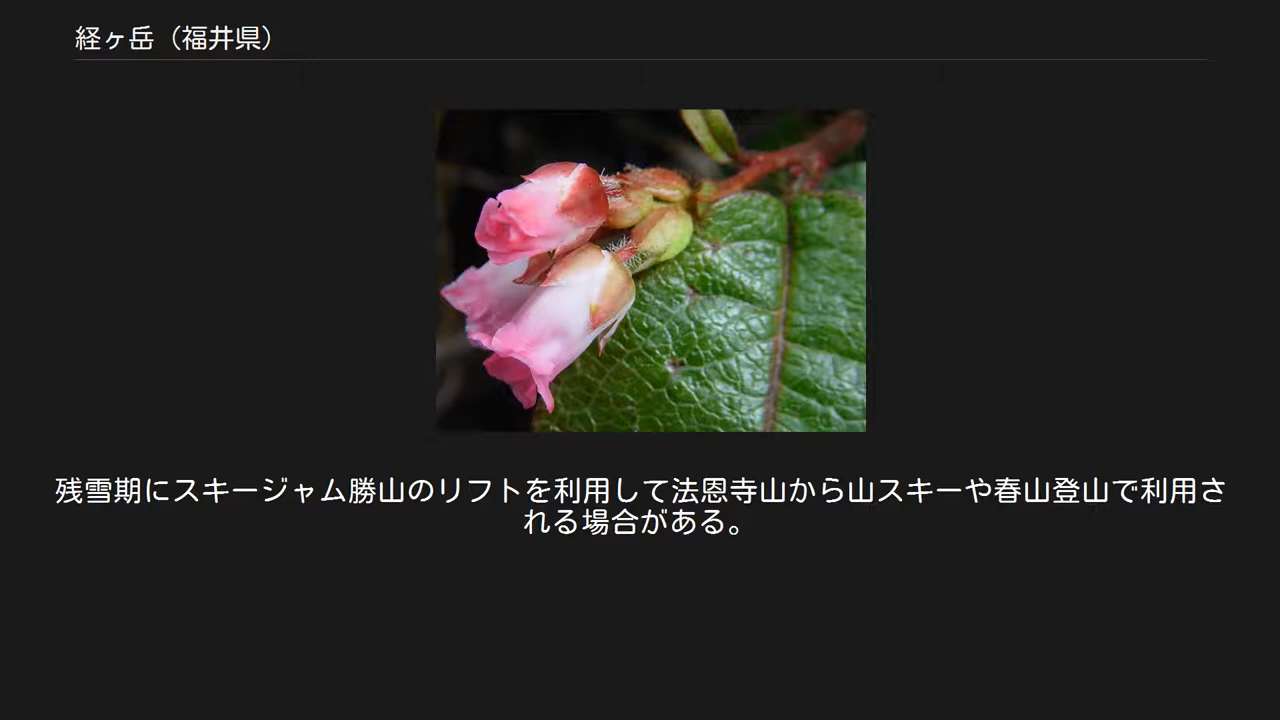 経ヶ岳（福井県）
残雪期にスキージャム勝山のリフトを利用して法恩寺山から山スキーや春山登山で利用さ
れる場合がある。